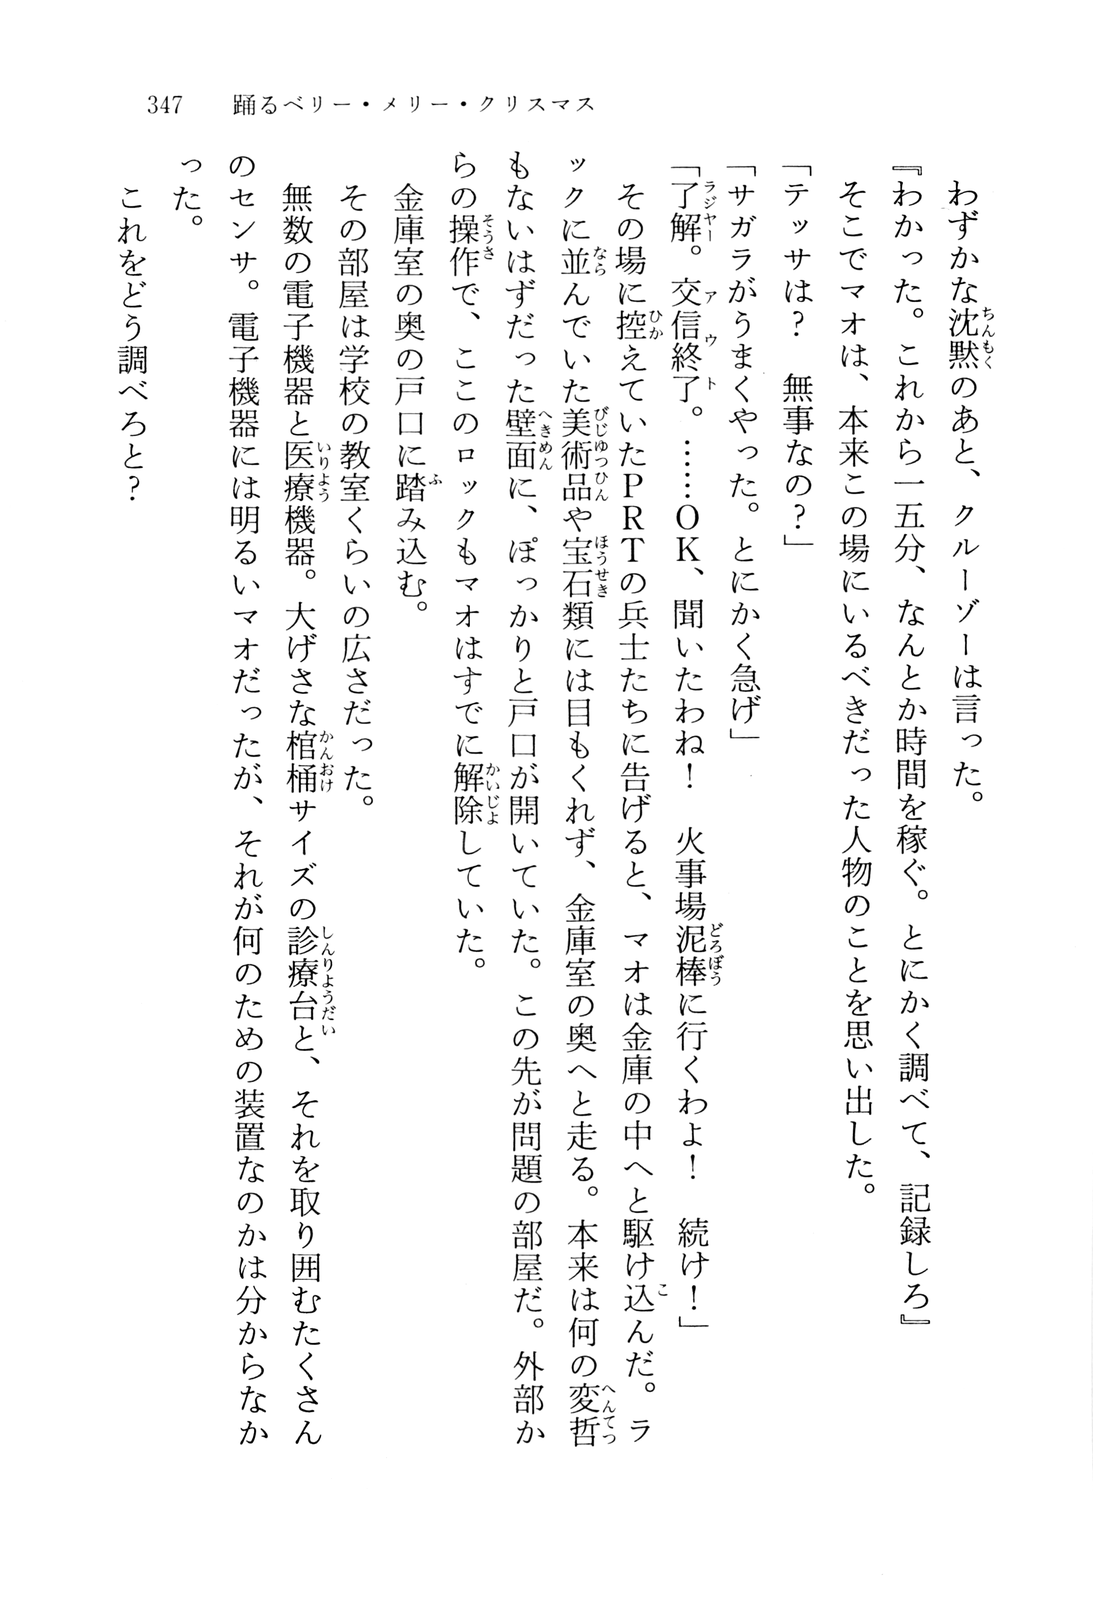 347　踊るベリー・メリー・クリスマス
　わずかな沈黙のあと、クルーゾーは言った。
『わかった。これから一五分、なんとか時間を稼ぐ。とにかく調べて、記録しろ』
　そこでマオは、本来この場にいるべきだった人物のことを思い出した。
「テッサは？　無事なの？」
「サガラがうまくやった。とにかく急げ」
「了解。交信終了。……ＯＫ、聞いたわね！　火事場泥棒に行くわよ！　続け！」
　その場に控えていたＰＲＴの兵士たちに告げると、マオは金庫の中へと駆け込んだ。ラ
ックに並んでいた美術品や宝石類には目もくれず、金庫室の奥へと走る。本来は何の変哲
もないはずだった壁面に、ぽっかりと戸口が開いていた。この先が問題の部屋だ。外部か
らの操作で、ここのロックもマオはすでに解除していた。
　金庫室の奥の戸口に踏み込む。
　その部屋は学校の教室くらいの広さだった。
　無数の電子機器と医療機器。大げさな棺桶サイズの診療台と、それを取り囲むたくさん
のセンサ。電子機器には明るいマオだったが、それが何のための装置なのかは分からなか
った。
　これをどう調べろと？